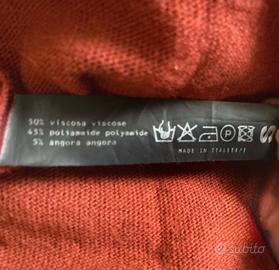 50% viscosa viscose
45% poliammide polyamide
5% angora angora
MADE IN ITALY
subito